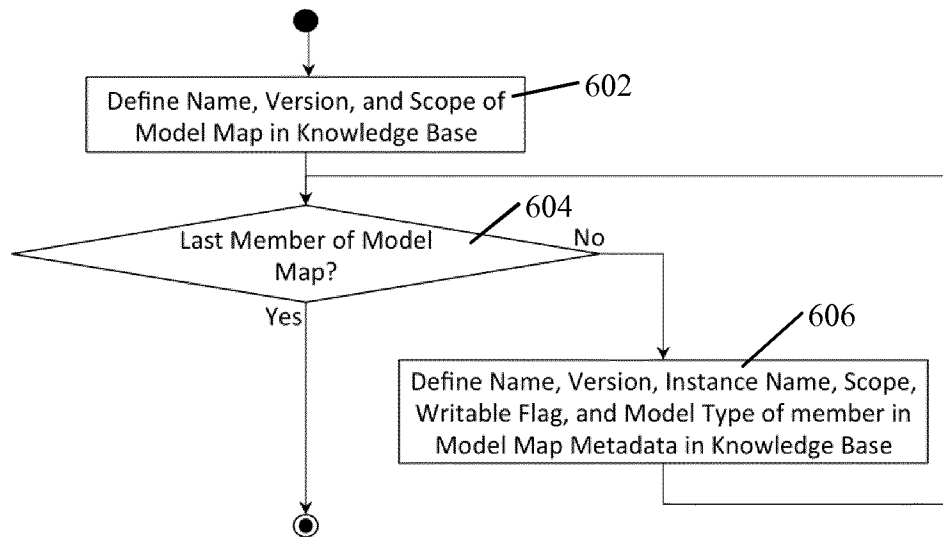 Define Name, Version, and Scope of
Model Map in Knowledge Base
602
604
Last Member of Model
Map?
No
Yes
606
Define Name, Version, Instance Name, Scope,
Writable Flag, and Model Type of member in
Model Map Metadata in Knowledge Base